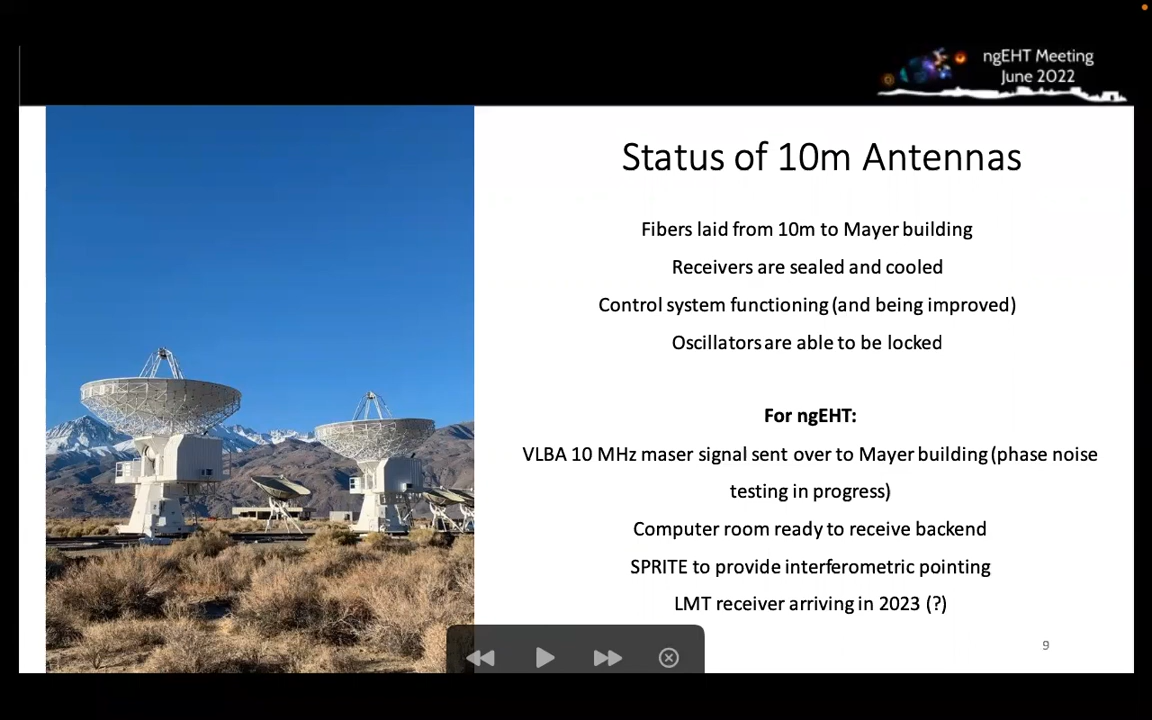 ngEHT Meeting
June 2022
Status of 10m Antennas
Fibers laid from 10m to Mayer building
Receivers are sealed and cooled
Control system functioning (and being improved)
Oscillators are able to be locked
For ngEHT:
VLBA 10 MHz maser signal sent over to Mayer building (phase noise
testing in progress)
Computer room ready to receive backend
SPRITE to provide interferometric pointing
LMT receiver arriving in 2023 (?)
9